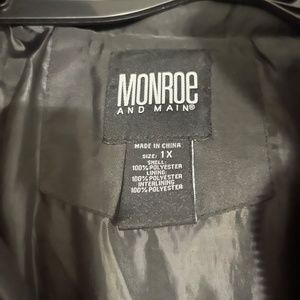 MONROe
AND MAIN®
MADE IN CHINA
SIZE: 1X
SHELL:
100% POLYESTER
LINING:
100% POLYESTER
INTERLINING:
100% POLYESTER